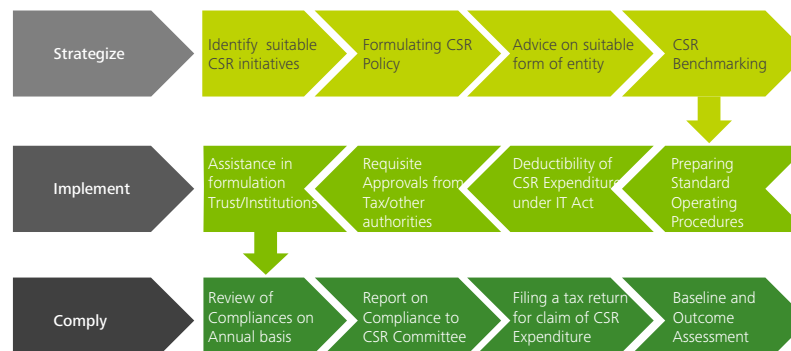 Strategize
Identify suitable
CSR initiatives
Formulating CSR
Policy
Advice on suitable
form of entity
CSR
Benchmarking
Implement
Assistance in
formulation
Trust/Institutions
Requisite
Approvals from
Tax/other
authorities
Deductibility of
CSR Expenditure
under IT Act
Preparing
Standard
Operating
Procedures
Comply
Review of
Compliances on
Annual basis
Report on
Compliance to
CSR Committee
Filing a tax return
for claim of CSR
Expenditure
Baseline and
Outcome
Assessment